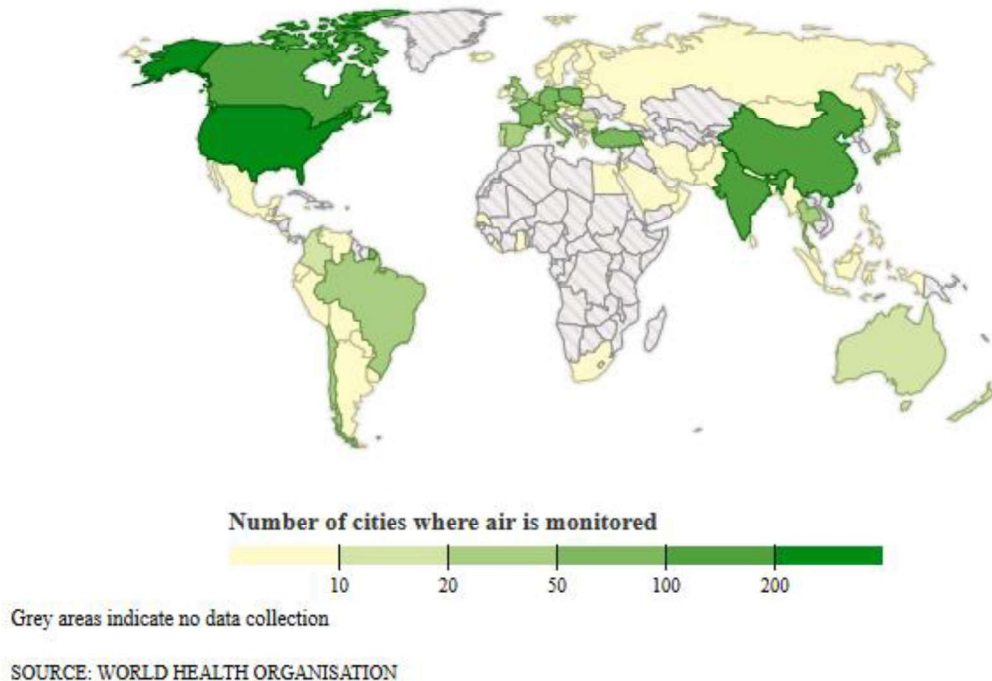 Number of cities where air is monitored
10 20 50 100 200
Grey areas indicate no data collection
SOURCE: WORLD HEALTH ORGANISATION